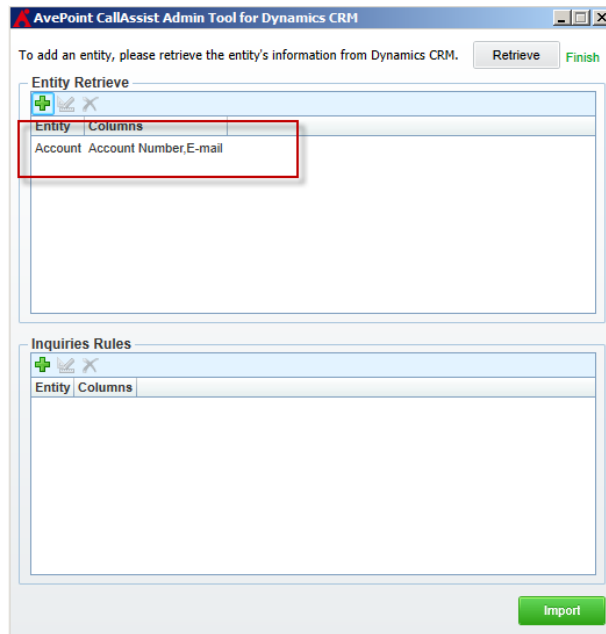 AvePoint CallAssist Admin Tool for Dynamics CRM
To add an entity, please retrieve the entity's information from Dynamics CRM. Retrieve Finish
Entity Retrieve
Entity Columns
Account Account Number,E-mail
Inquiries Rules
Entity Columns
Import